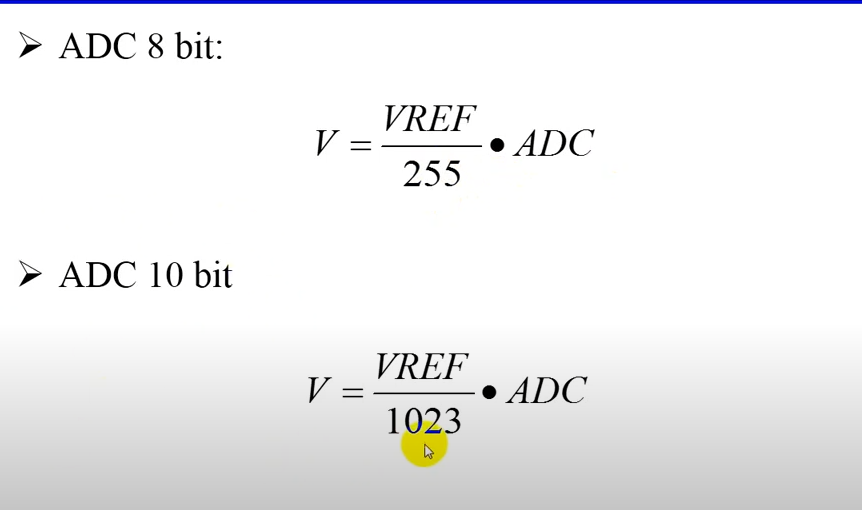 ➢ ADC 8 bit:
V = VREF / 255 • ADC
➢ ADC 10 bit
V = VREF / 1023 • ADC